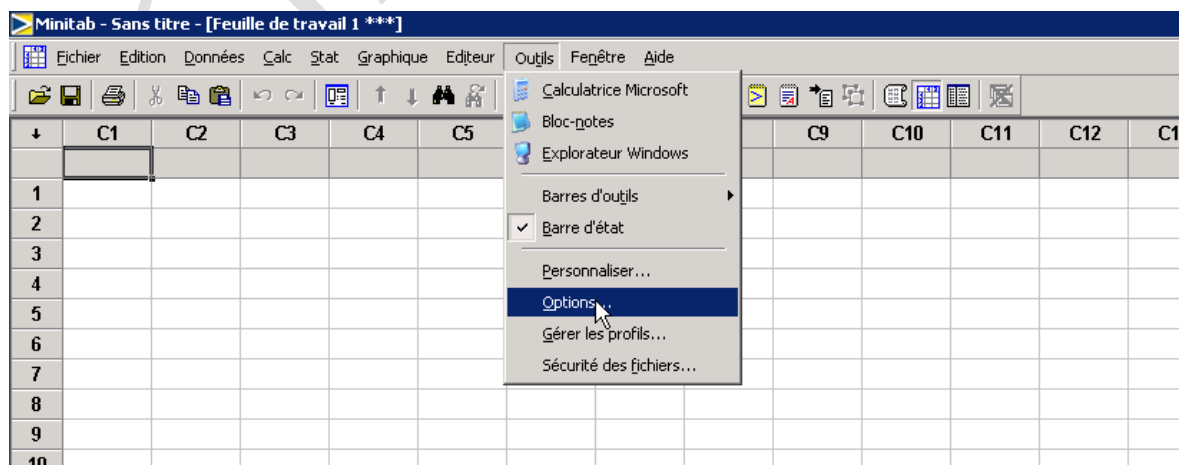 Minitab - Sans titre - [Feuille de travail 1 ***]
Fichier Edition Données Calc Stat Graphique Editeur Outils Fenêtre Aide
Calculatrice Microsoft
Bloc-notes
Explorateur Windows
Barres d'outils
Barre d'état
Personnaliser...
Options...
Gérer les profils...
Sécurité des fichiers...
C1 C2 C3 C4 C5 C9 C10 C11 C12 C1
1
2
3
4
5
6
7
8
9
10